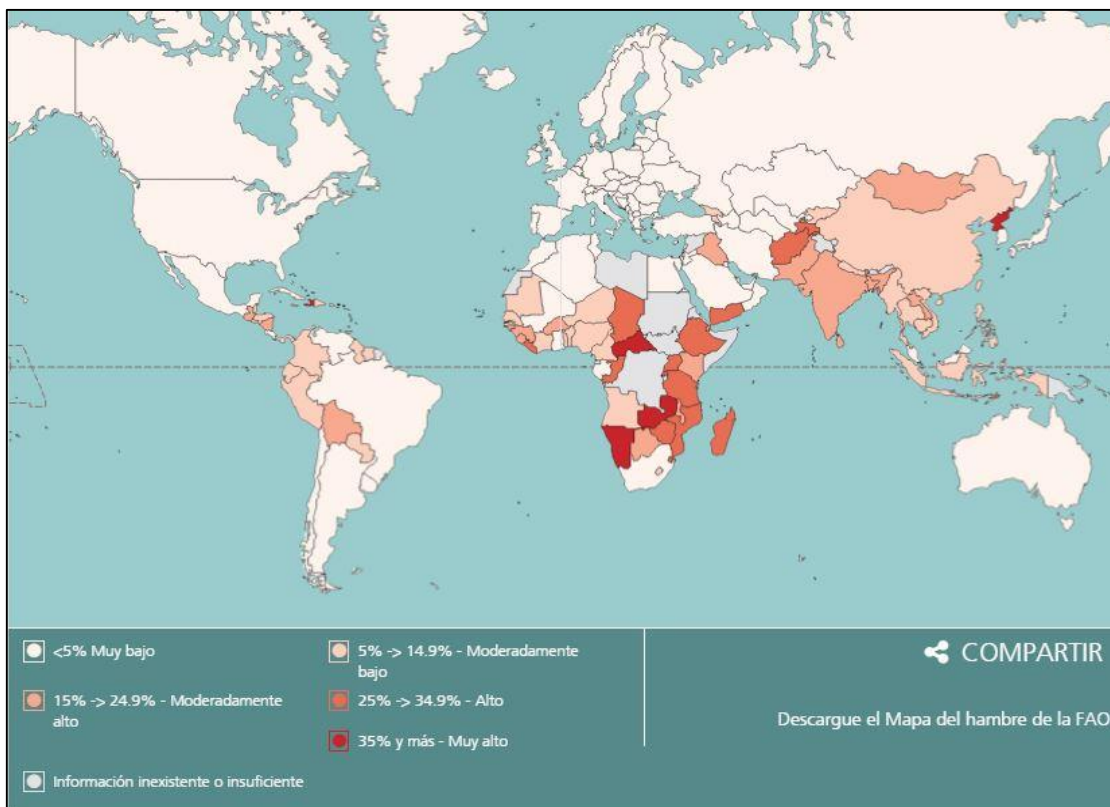 <5% Muy bajo
5% -> 14.9% - Moderadamente
bajo
15% -> 24.9% - Moderadamente
alto
25% -> 34.9% - Alto
35% y más - Muy alto
Información inexistente o insuficiente
COMPARTIR
Descargue el Mapa del hambre de la FAO